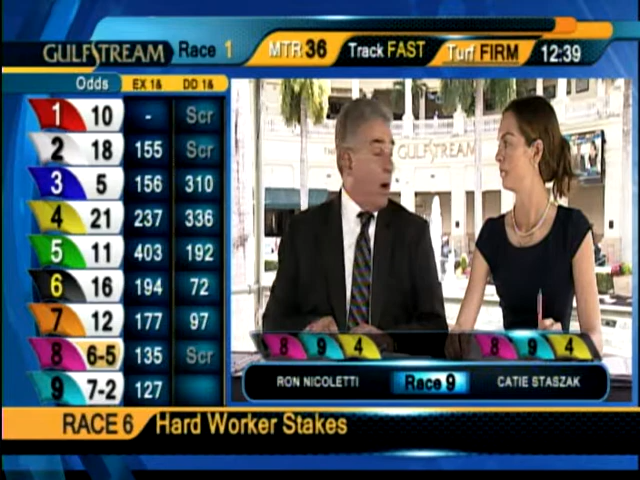 GULFSTREAM Race 1 MTR 36 Track FAST Turf FIRM 12:39
Odds EX 1$ DD 1$
1 10 - Scr
2 18 155 Scr
3 5 156 310
4 21 237 336
5 11 403 192
6 16 194 72
7 12 177 97
8 6-5 135 Scr
9 7-2 127
GULFSTREAM
8 9 4 8 9 4
RON NICOLETTI Race 9 CATIE STASZAK
RACE 6 Hard Worker Stakes